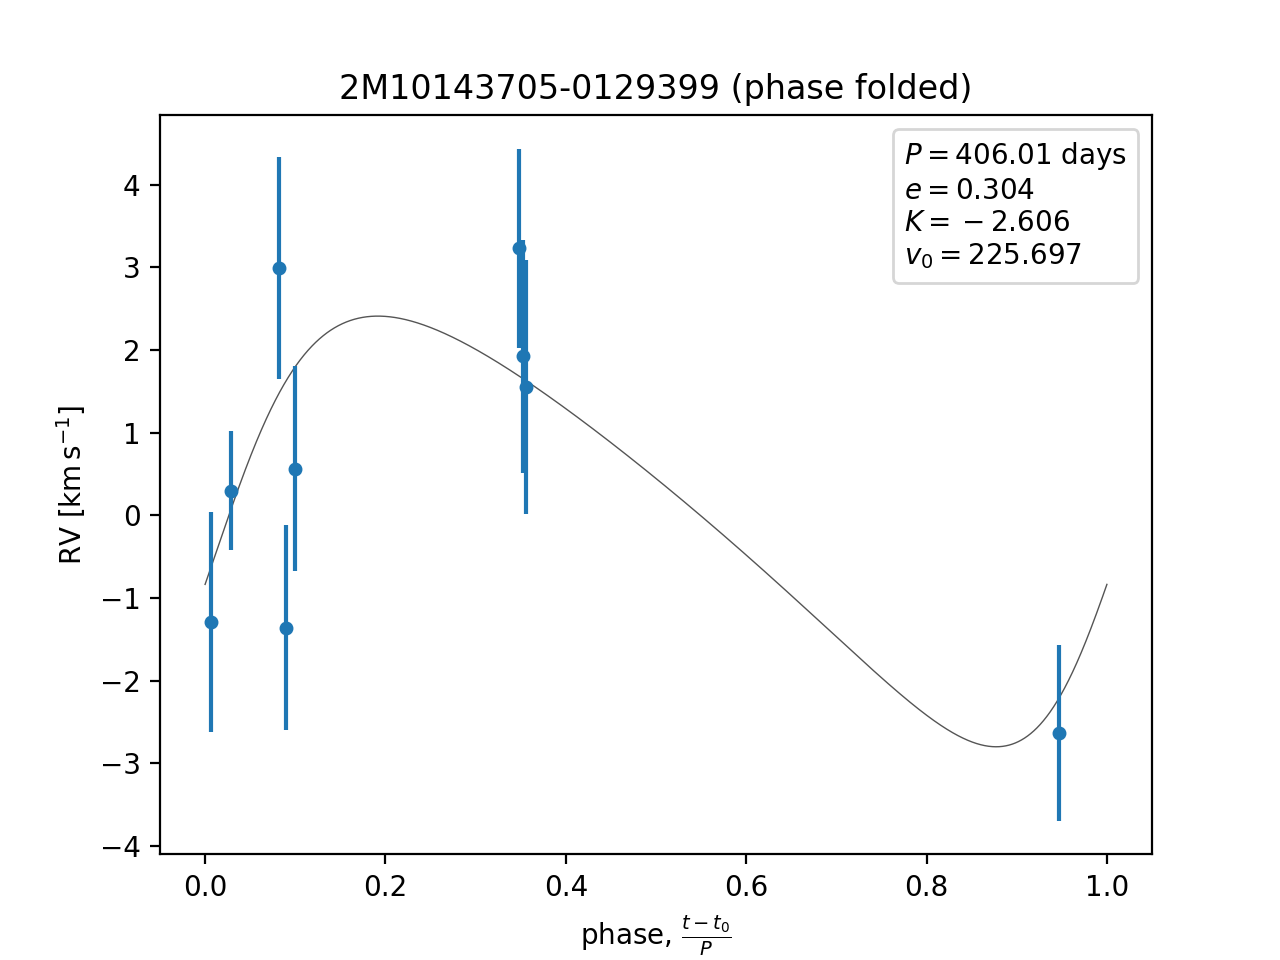 2M10143705-0129399 (phase folded)
P = 406.01 days
e = 0.304
K = −2.606
v₀ = 225.697
4
3
2
1
0
−1
−2
−3
−4
RV [km s⁻¹]
0.0 0.2 0.4 0.6 0.8 1.0
phase, (t − t₀)/P